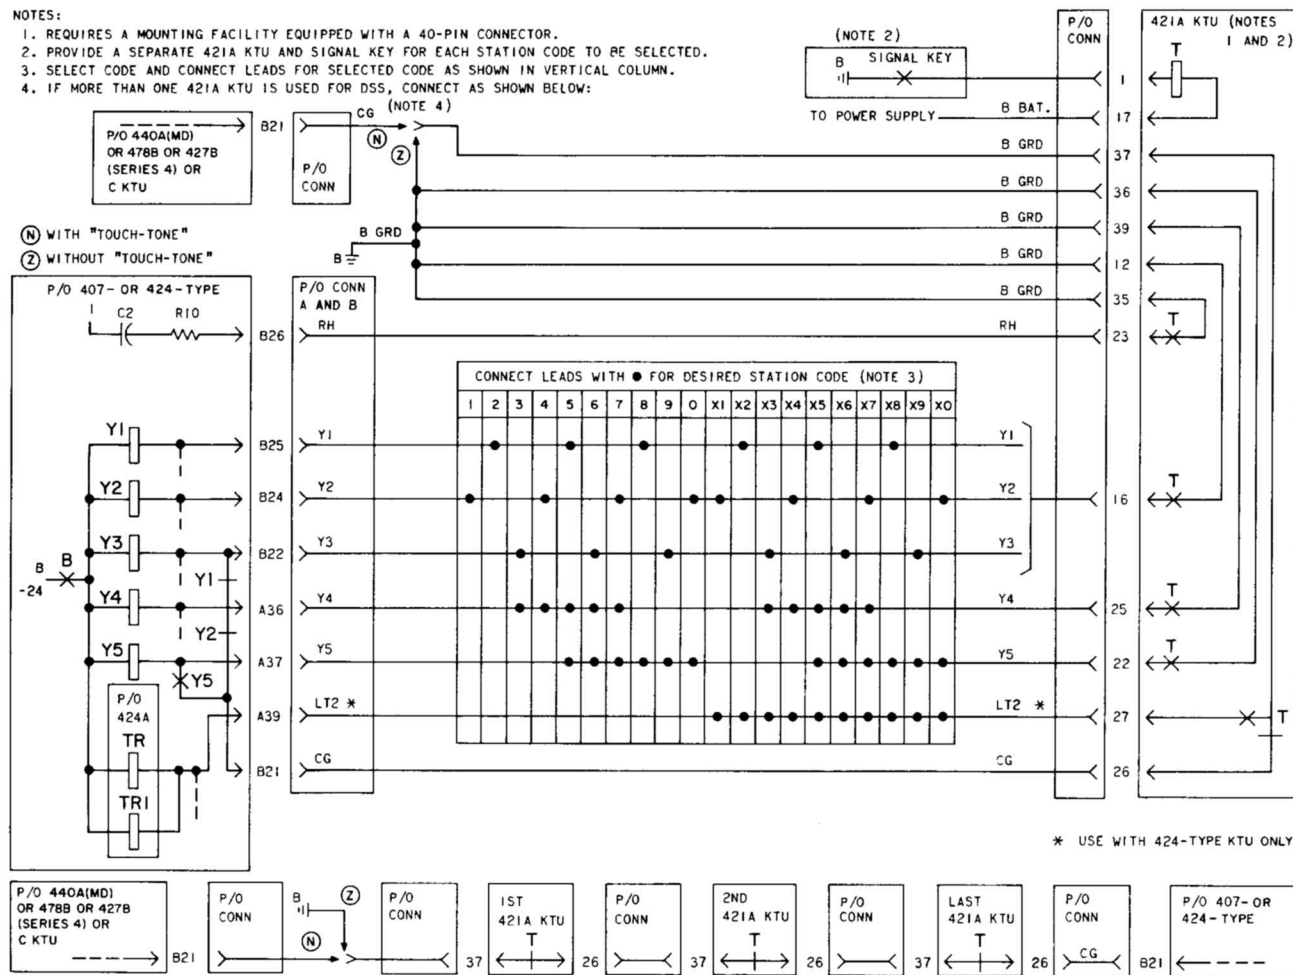 NOTES:
1. REQUIRES A MOUNTING FACILITY EQUIPPED WITH A 40-PIN CONNECTOR.
2. PROVIDE A SEPARATE 421A KTU AND SIGNAL KEY FOR EACH STATION CODE TO BE SELECTED.
3. SELECT CODE AND CONNECT LEADS FOR SELECTED CODE AS SHOWN IN VERTICAL COLUMN.
4. IF MORE THAN ONE 421A KTU IS USED FOR DSS, CONNECT AS SHOWN BELOW:
P/O 440A(MD)
OR 478B OR 427B
(SERIES 4) OR
C KTU
B21
P/O
CONN
CG
(NOTE 4)
N
Z
(NOTE 2)
B
SIGNAL KEY
TO POWER SUPPLY
B BAT.
B GRD
B GRD
B GRD
B GRD
B GRD
RH
B GRD
B
P/O
CONN
1
17
37
36
39
12
35
23
421A KTU (NOTES
1 AND 2)
T
T
N WITH "TOUCH-TONE"
Z WITHOUT "TOUCH-TONE"
P/O 407- OR 424-TYPE
1
C2
R10
B26
P/O CONN
A AND B
RH
CONNECT LEADS WITH ● FOR DESIRED STATION CODE (NOTE 3)
1 2 3 4 5 6 7 8 9 0 X1 X2 X3 X4 X5 X6 X7 X8 X9 X0
Y1
B25
Y1
Y1
Y2
B24
Y2
Y2
16
T
Y3
B22
Y3
Y3
B
-24
B
Y1
Y4
A36
Y4
Y4
25
T
Y2
Y5
A37
Y5
Y5
22
T
Y5
P/O
424A
A39
LT2 *
LT2 *
27
T
TR
B21
CG
CG
26
TR1
* USE WITH 424-TYPE KTU ONLY
P/O 440A(MD)
OR 478B OR 427B
(SERIES 4) OR
C KTU
B21
P/O
CONN
B
Z
N
P/O
CONN
37
1ST
421A KTU
T
26
P/O
CONN
37
2ND
421A KTU
T
26
P/O
CONN
37
LAST
421A KTU
T
26
P/O
CONN
CG
B21
P/O 407- OR
424-TYPE